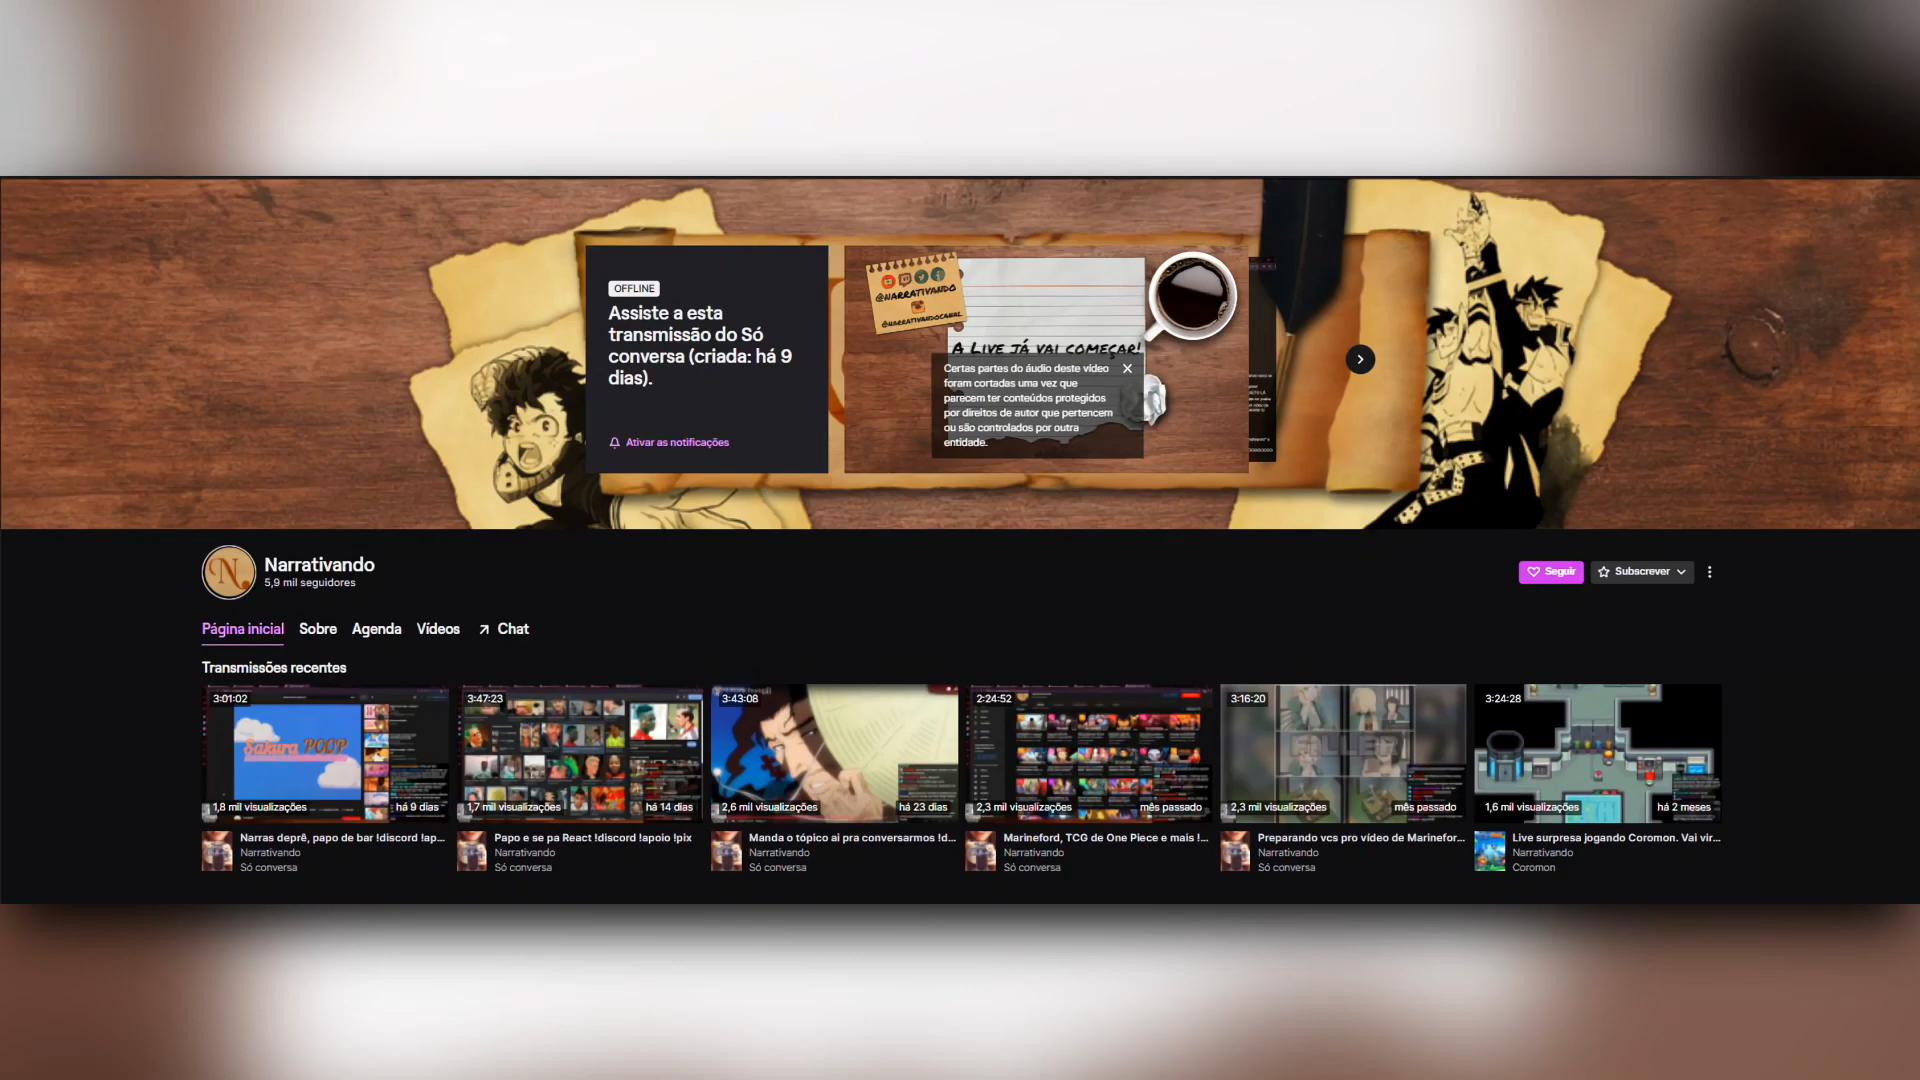 OFFLINE
Assiste a esta
transmissão do Só
conversa (criada: há 9
dias).
Ativar as notificações
@NARRATIVANDO
@NARRATIVANDOCANAL
A LIVE JÁ VAI COMEÇAR!
Certas partes do áudio deste vídeo
foram cortadas uma vez que
parecem ter conteúdos protegidos
por direitos de autor que pertencem
ou são controlados por outra
entidade.
N.
Narrativando
5,9 mil seguidores
Seguir
Subscrever
Página inicial Sobre Agenda Vídeos Chat
Transmissões recentes
3:01:02 3:47:23 3:43:08 2:24:52 3:16:20 3:24:28
Sakura POOP
1,8 mil visualizações há 9 dias 1,7 mil visualizações há 14 dias 2,6 mil visualizações há 23 dias 2,3 mil visualizações mês passado 2,3 mil visualizações mês passado 1,6 mil visualizações há 2 meses
Narras deprê, papo de bar !discord !ap... Papo e se pa React !discord !apoio !pix Manda o tópico ai pra conversarmos !d... Marineford, TCG de One Piece e mais !... Preparando vcs pro vídeo de Marinefor... Live surpresa jogando Coromon. Vai vir...
Narrativando Narrativando Narrativando Narrativando Narrativando Narrativando
Só conversa Só conversa Só conversa Só conversa Só conversa Coromon